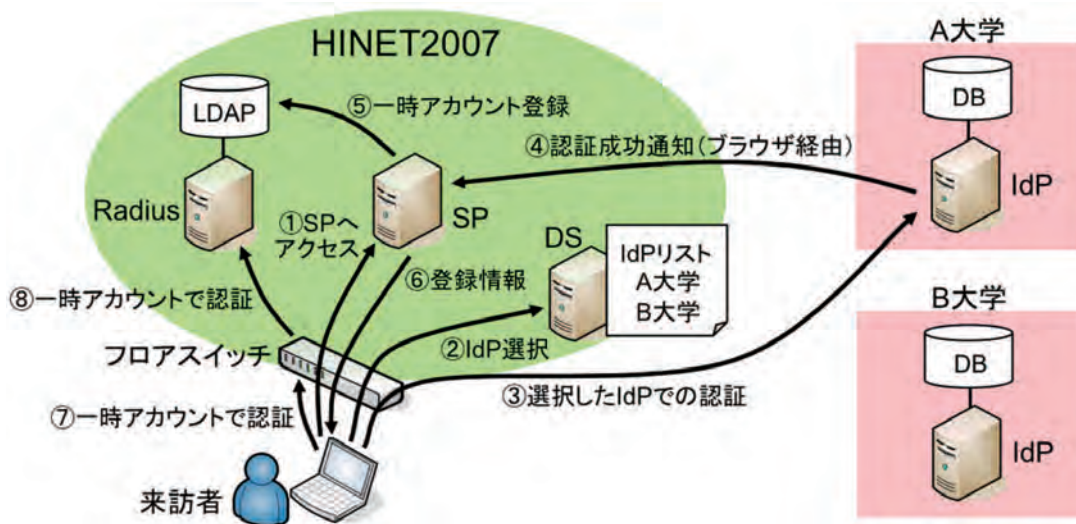 HINET2007
A大学
DB
IdP
LDAP
Radius
⑤一時アカウント登録
④認証成功通知(ブラウザ経由)
①SPへ
アクセス
SP
DS
IdPリスト
A大学
B大学
⑥登録情報
⑧一時アカウントで認証
②IdP選択
フロアスイッチ
③選択したIdPでの認証
⑦一時アカウントで認証
来訪者
B大学
DB
IdP